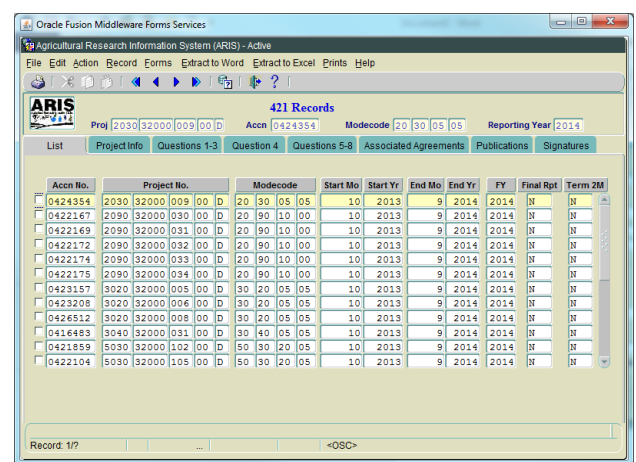 Oracle Fusion Middleware Forms Services
Agricultural Research Information System (ARIS) - Active
File Edit Action Record Forms Extract to Word Extract to Excel Prints Help
ARIS
421 Records
Proj 2030 32000 009 00 D Accn 0424354 Modecode 20 30 05 05 Reporting Year 2014
List Project Info Questions 1-3 Question 4 Questions 5-8 Associated Agreements Publications Signatures
Accn No. Project No. Modecode Start Mo Start Yr End Mo End Yr FY Final Rpt Term 2M
0424354 2030 32000 009 00 D 20 30 05 05 10 2013 9 2014 2014 N N
0422167 2090 32000 030 00 D 20 90 10 00 10 2013 9 2014 2014 N N
0422169 2090 32000 031 00 D 20 90 10 00 10 2013 9 2014 2014 N N
0422172 2090 32000 032 00 D 20 90 10 00 10 2013 9 2014 2014 N N
0422174 2090 32000 033 00 D 20 90 10 00 10 2013 9 2014 2014 N N
0422175 2090 32000 034 00 D 20 90 10 00 10 2013 9 2014 2014 N N
0423157 3020 32000 005 00 D 30 20 05 05 10 2013 9 2014 2014 N N
0423208 3020 32000 006 00 D 30 20 05 05 10 2013 9 2014 2014 N N
0426512 3020 32000 008 00 D 30 20 05 05 10 2013 9 2014 2014 N N
0416483 3040 32000 031 00 D 30 40 05 05 10 2013 9 2014 2014 N N
0421859 5030 32000 102 00 D 50 30 20 05 10 2013 9 2014 2014 N N
0422104 5030 32000 105 00 D 50 30 20 05 10 2013 9 2014 2014 N N
Record: 1/? ... <OSC>